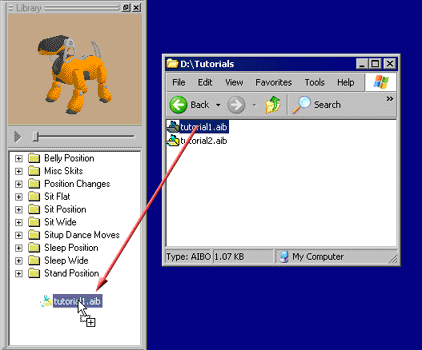 Library
Belly Position
Misc Skits
Position Changes
Sit Flat
Sit Position
Sit Wide
Situp Dance Moves
Sleep Position
Sleep Wide
Stand Position
tutorial1.aib
D:\Tutorials
File Edit View Favorites Tools Help
Back Search
tutorial1.aib
tutorial2.aib
Type: AIBO 1.07 KB My Computer